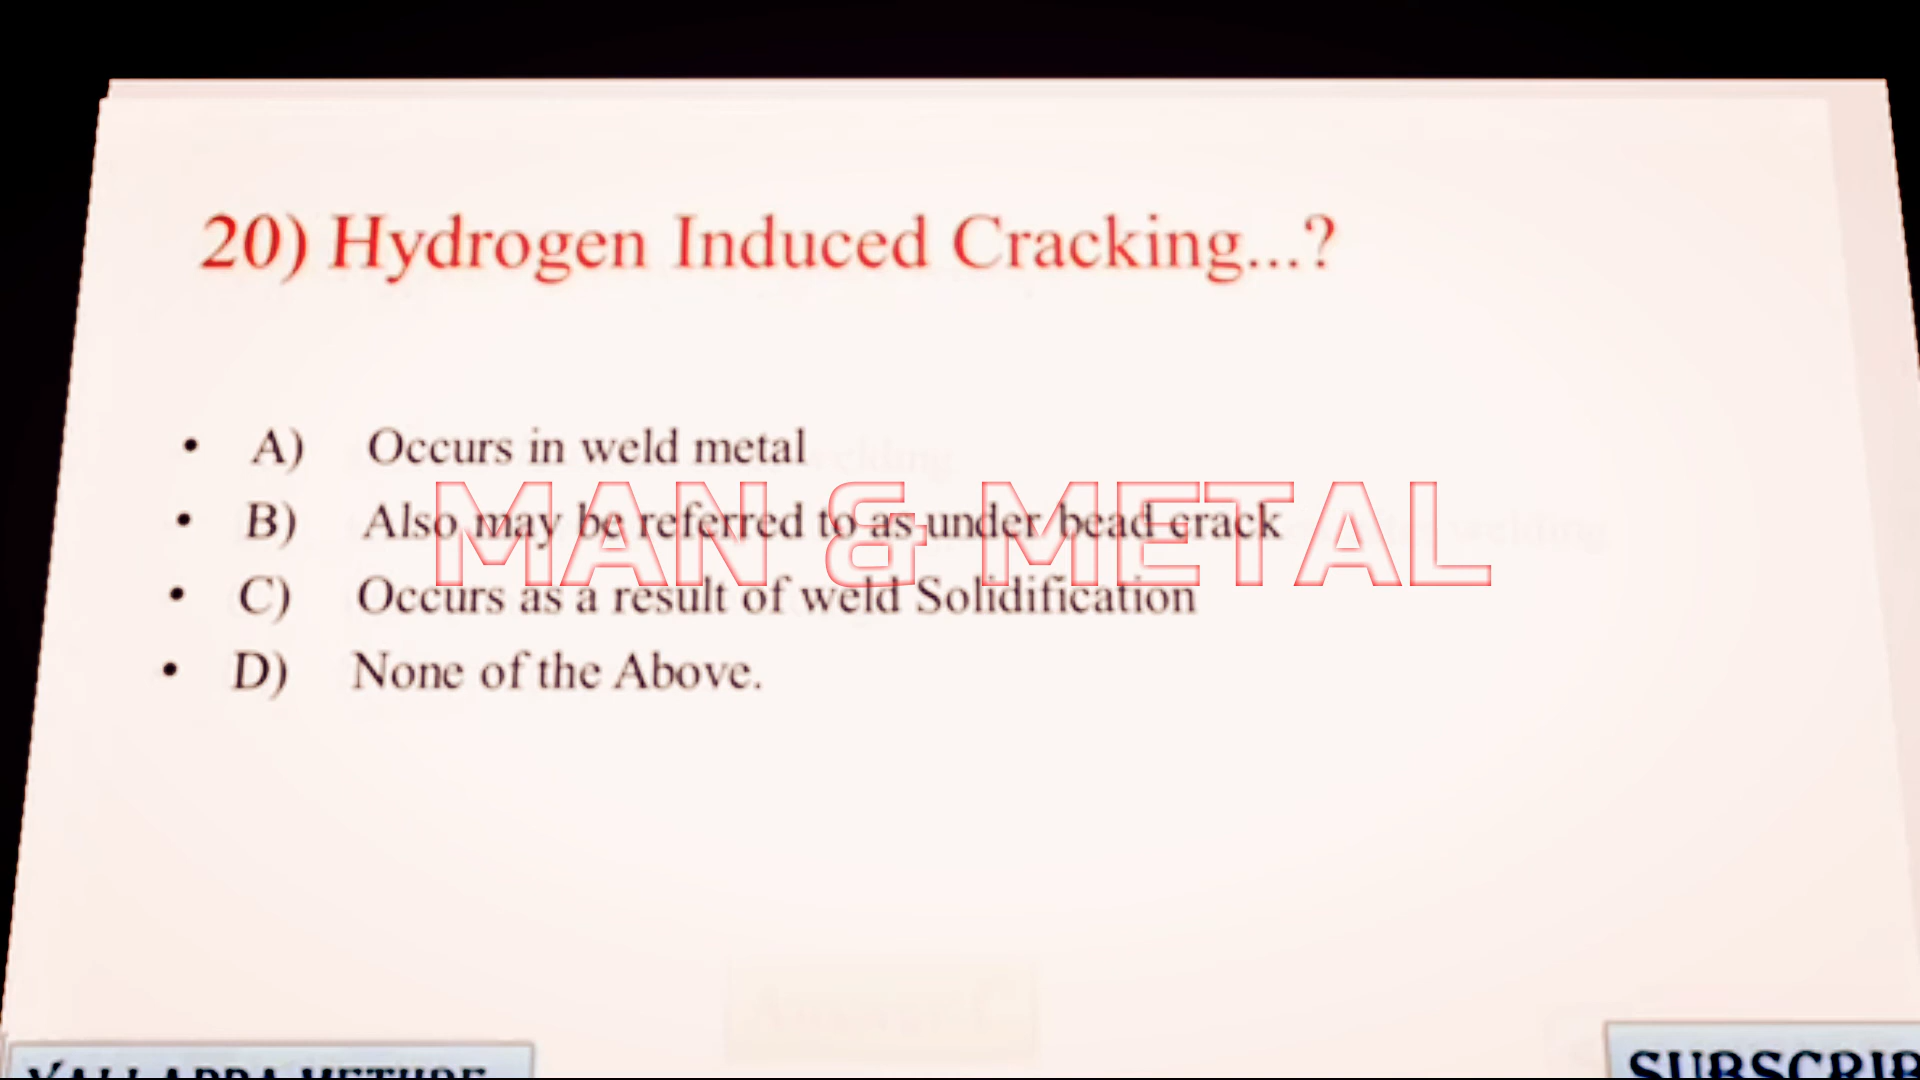 20) Hydrogen Induced Cracking...?
• A) Occurs in weld metal
• B) Also may be referred to as under bead crack
• C) Occurs as a result of weld Solidification
• D) None of the Above.
MAN & METAL